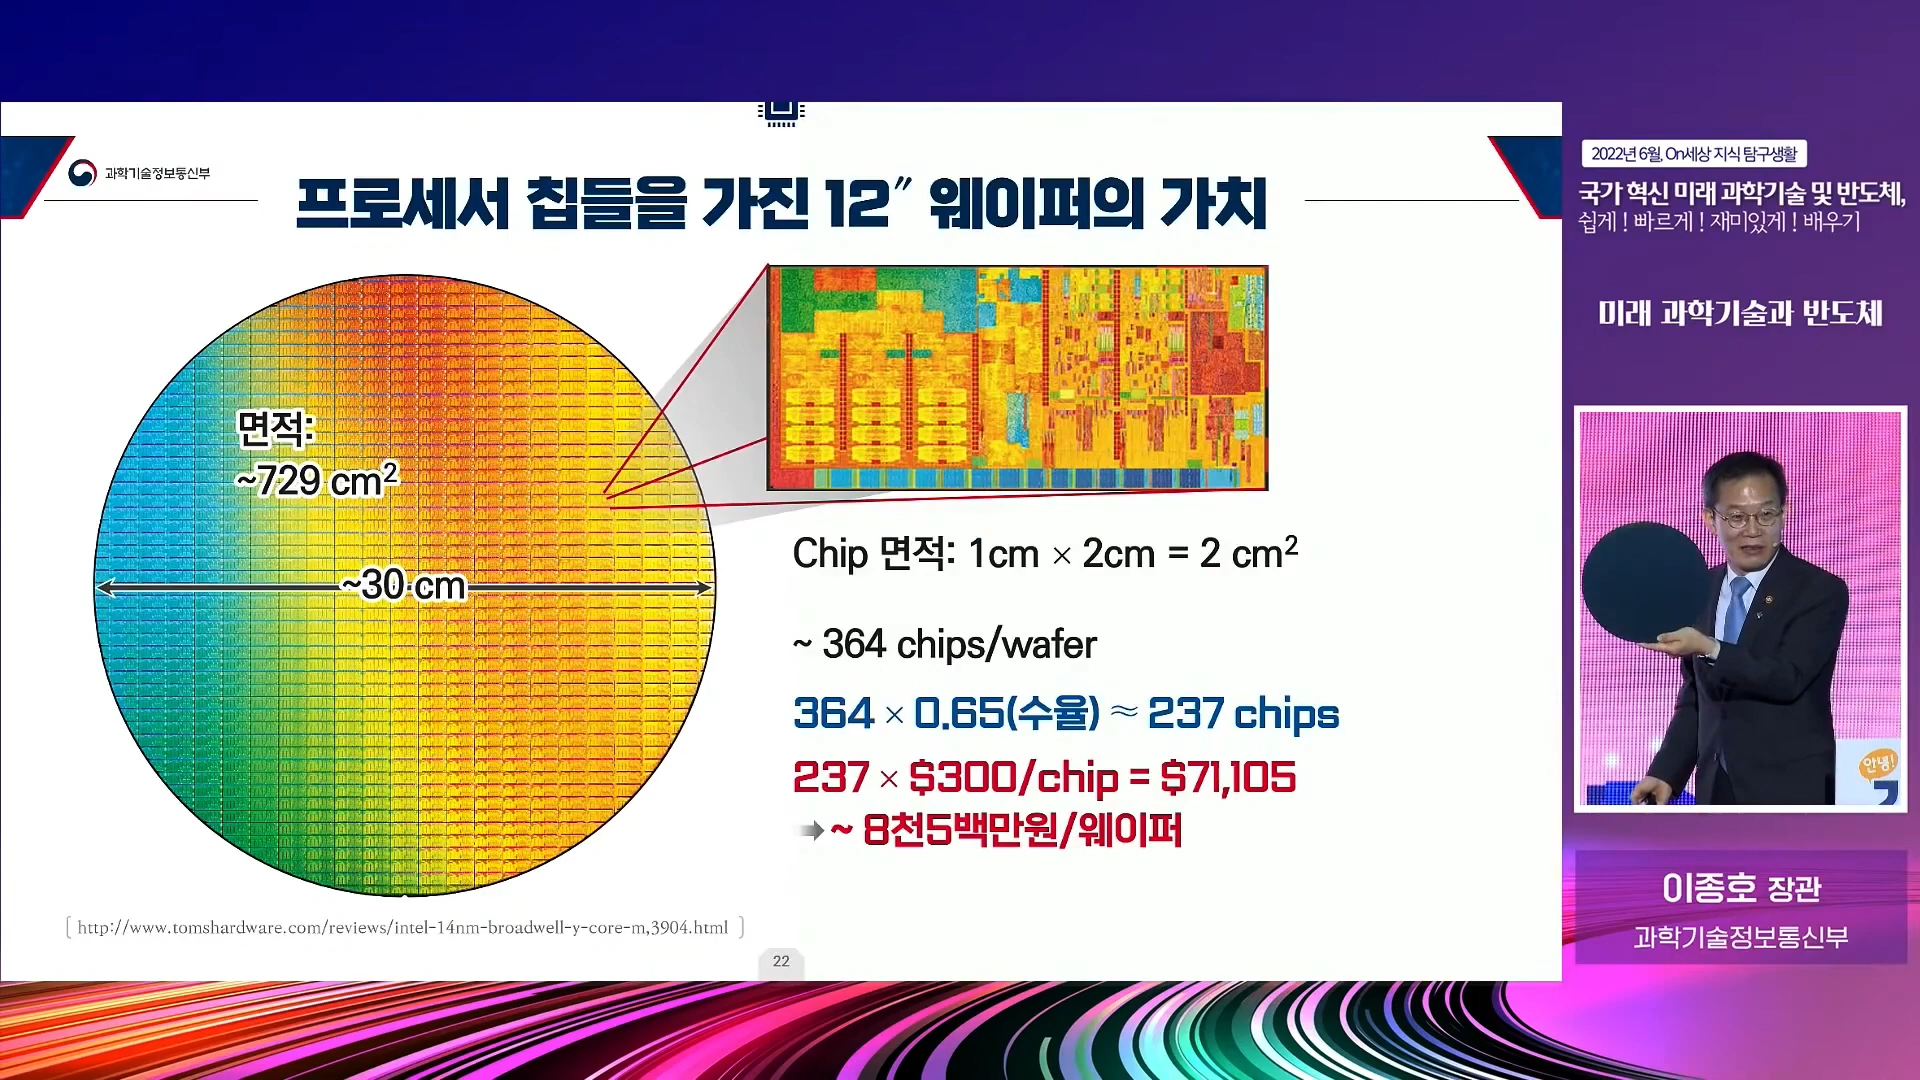 과학기술정보통신부
프로세서 칩들을 가진 12″ 웨이퍼의 가치
면적:
~729 cm²
~30 cm
Chip 면적: 1cm × 2cm = 2 cm²
~ 364 chips/wafer
364 × 0.65(수율) ≈ 237 chips
237 × $300/chip = $71,105
~ 8천5백만원/웨이퍼
[ http://www.tomshardware.com/reviews/intel-14nm-broadwell-y-core-m,3904.html ]
22
2022년 6월, On세상 지식 탐구생활
국가 혁신 미래 과학기술 및 반도체,
쉽게 ! 빠르게 ! 재미있게 ! 배우기
미래 과학기술과 반도체
안녕!
이종호 장관
과학기술정보통신부